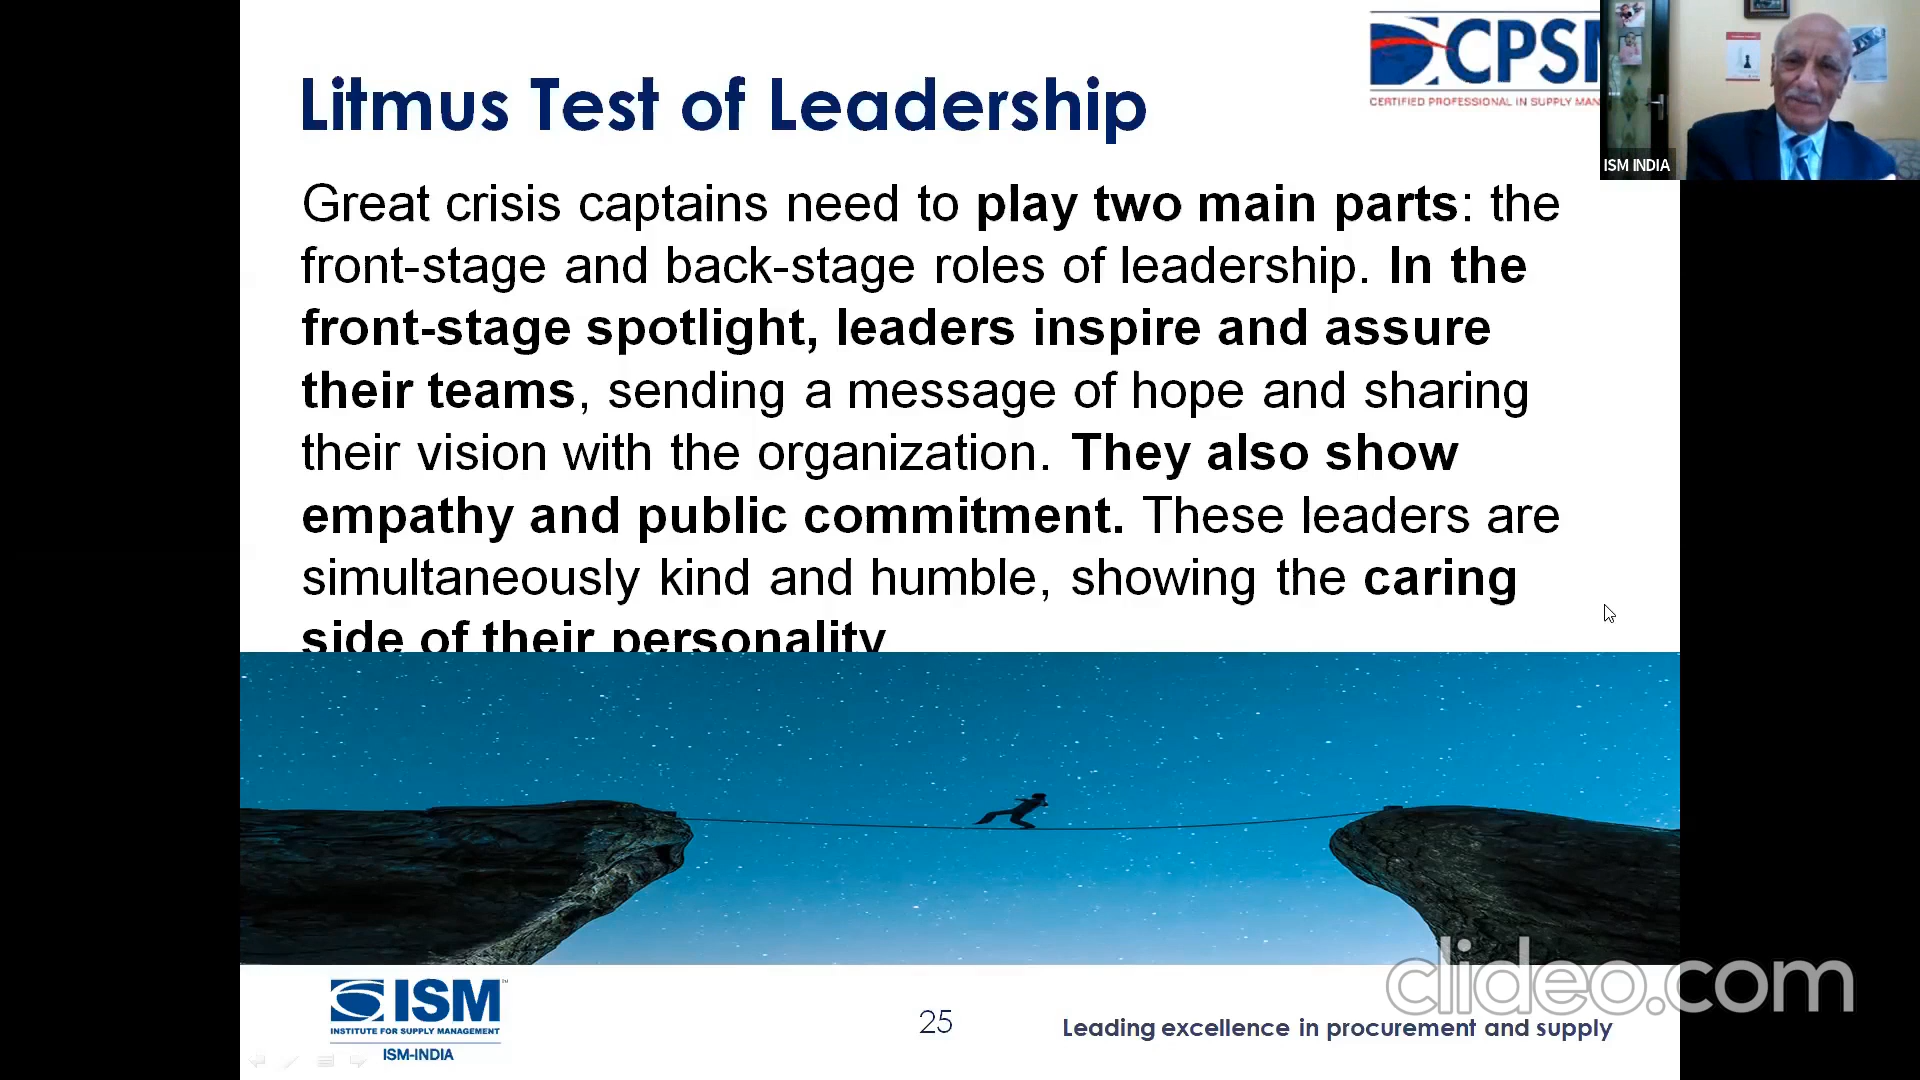 CPSM
CERTIFIED PROFESSIONAL IN SUPPLY MAN
ISM INDIA
Litmus Test of Leadership
Great crisis captains need to play two main parts: the
front-stage and back-stage roles of leadership. In the
front-stage spotlight, leaders inspire and assure
their teams, sending a message of hope and sharing
their vision with the organization. They also show
empathy and public commitment. These leaders are
simultaneously kind and humble, showing the caring
side of their personality
clideo.com
ISM
INSTITUTE FOR SUPPLY MANAGEMENT
ISM-INDIA
25
Leading excellence in procurement and supply